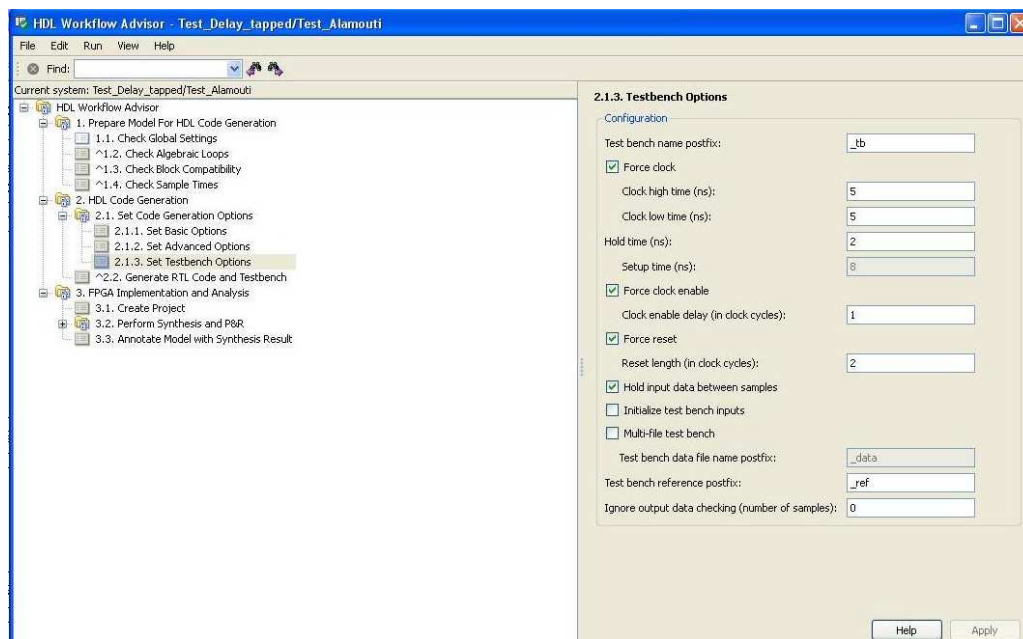 HDL Workflow Advisor - Test_Delay_tapped/Test_Alamouti
File Edit Run View Help
Find:
Current system: Test_Delay_tapped/Test_Alamouti
HDL Workflow Advisor
1. Prepare Model For HDL Code Generation
1.1. Check Global Settings
^1.2. Check Algebraic Loops
^1.3. Check Block Compatibility
^1.4. Check Sample Times
2. HDL Code Generation
2.1. Set Code Generation Options
2.1.1. Set Basic Options
2.1.2. Set Advanced Options
2.1.3. Set Testbench Options
^2.2. Generate RTL Code and Testbench
3. FPGA Implementation and Analysis
3.1. Create Project
3.2. Perform Synthesis and P&R
3.3. Annotate Model with Synthesis Result
2.1.3. Testbench Options
Configuration
Test bench name postfix: _tb
Force clock
Clock high time (ns): 5
Clock low time (ns): 5
Hold time (ns): 2
Setup time (ns): 8
Force clock enable
Clock enable delay (in clock cycles): 1
Force reset
Reset length (in clock cycles): 2
Hold input data between samples
Initialize test bench inputs
Multi-file test bench
Test bench data file name postfix: _data
Test bench reference postfix: _ref
Ignore output data checking (number of samples): 0
Help Apply